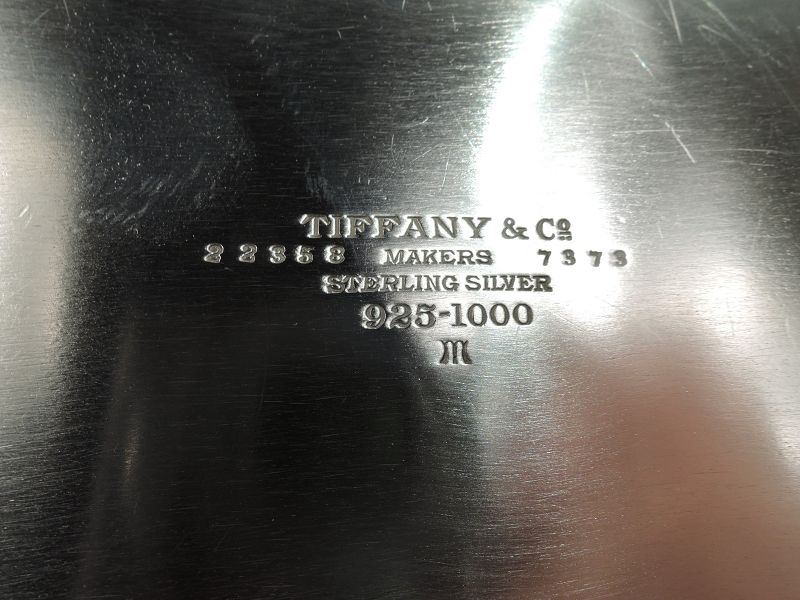 TIFFANY & Co
22358 MAKERS 7373
STERLING SILVER
925-1000
m